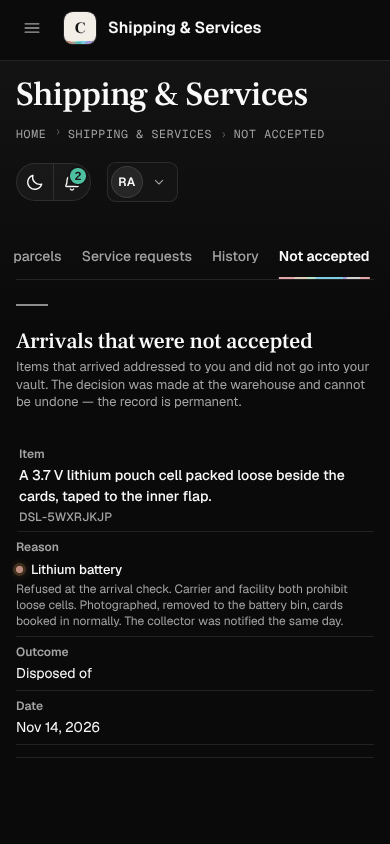 C Shipping & Services
Shipping & Services
HOME › SHIPPING & SERVICES › NOT ACCEPTED
2
RA
parcels Service requests History Not accepted
Arrivals that were not accepted
Items that arrived addressed to you and did not go into your
vault. The decision was made at the warehouse and cannot
be undone — the record is permanent.
Item
A 3.7 V lithium pouch cell packed loose beside the
cards, taped to the inner flap.
DSL-5WXRJKJP
Reason
Lithium battery
Refused at the arrival check. Carrier and facility both prohibit
loose cells. Photographed, removed to the battery bin, cards
booked in normally. The collector was notified the same day.
Outcome
Disposed of
Date
Nov 14, 2026